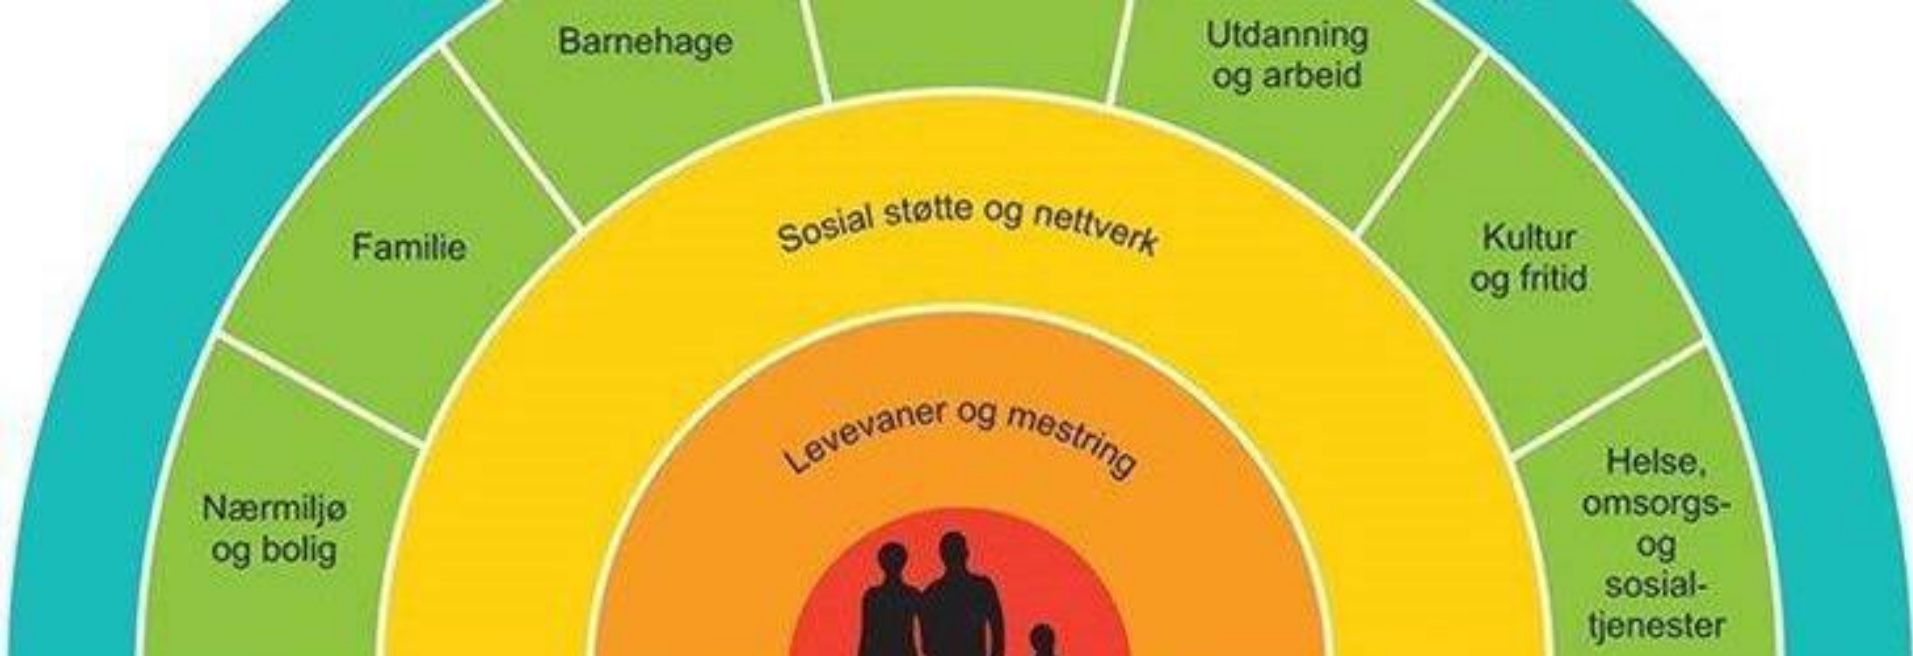 Barnehage
Utdanning
og arbeid
Familie
Sosial støtte og nettverk
Kultur
og fritid
Levevaner og mestring
Nærmiljø
og bolig
Helse,
omsorgs-
og
sosial-
tjenester